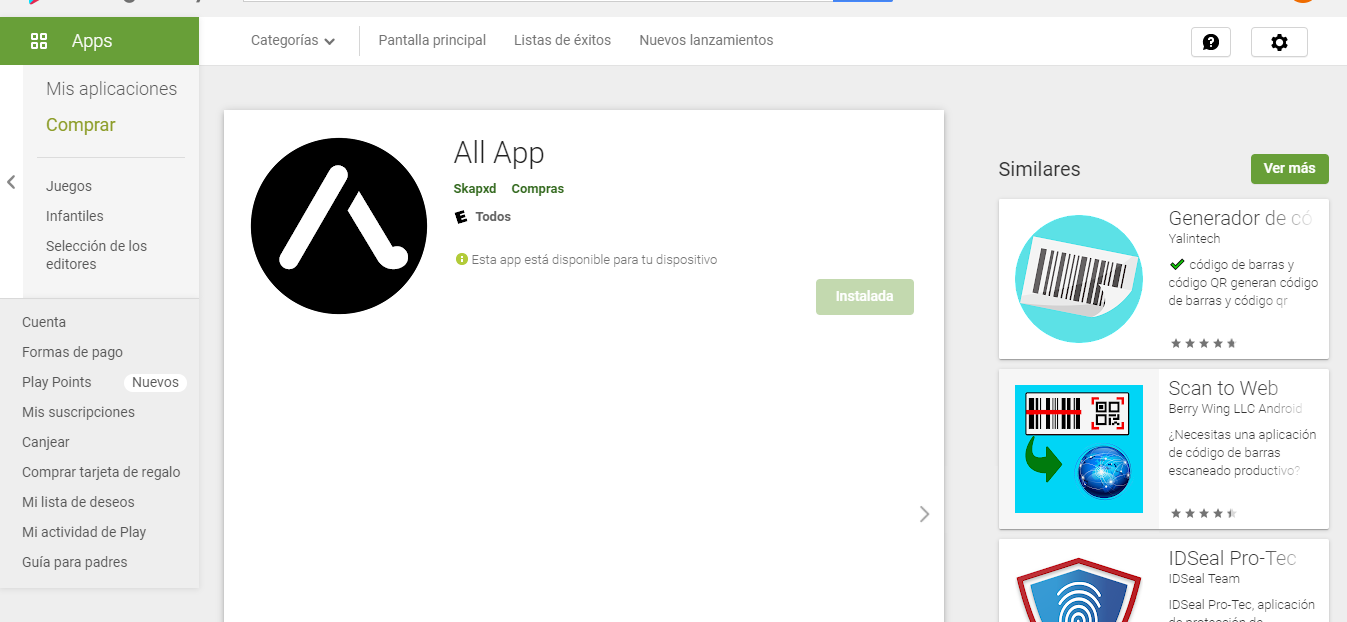 Apps
Categorías
Pantalla principal
Listas de éxitos
Nuevos lanzamientos
Mis aplicaciones
Comprar
Juegos
Infantiles
Selección de los
editores
Cuenta
Formas de pago
Play Points Nuevos
Mis suscripciones
Canjear
Comprar tarjeta de regalo
Mi lista de deseos
Mi actividad de Play
Guía para padres
All App
Skapxd Compras
E Todos
Esta app está disponible para tu dispositivo
Instalada
Similares
Ver más
Generador de có
Yalintech
código de barras y
código QR generan código
de barras y código qr
Scan to Web
Berry Wing LLC Android
¿Necesitas una aplicación
de código de barras
escaneado productivo?
IDSeal Pro-Tec
IDSeal Team
IDSeal Pro-Tec, aplicación